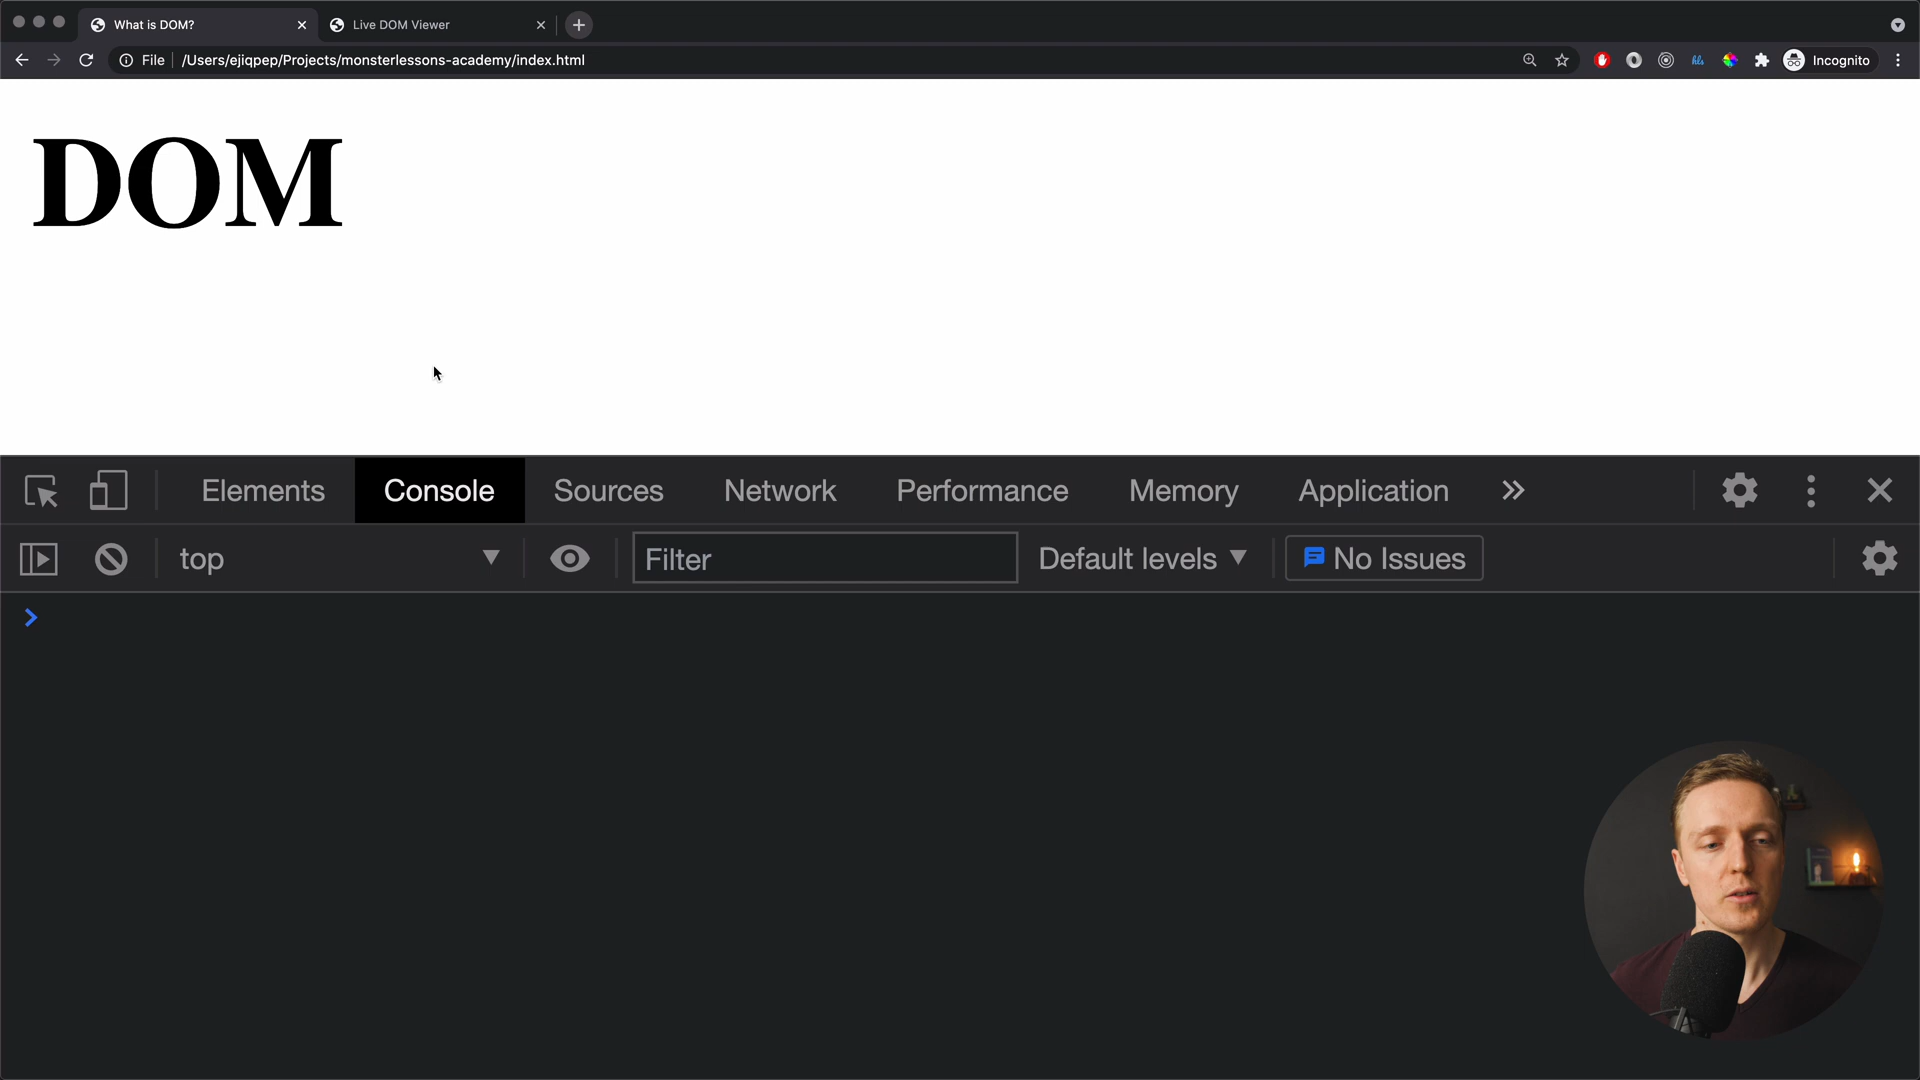 What is DOM?
Live DOM Viewer
File
/Users/ejiqpep/Projects/monsterlessons-academy/index.html
hls
Incognito
DOM
Elements
Console
Sources
Network
Performance
Memory
Application
top
Filter
Default levels
No Issues